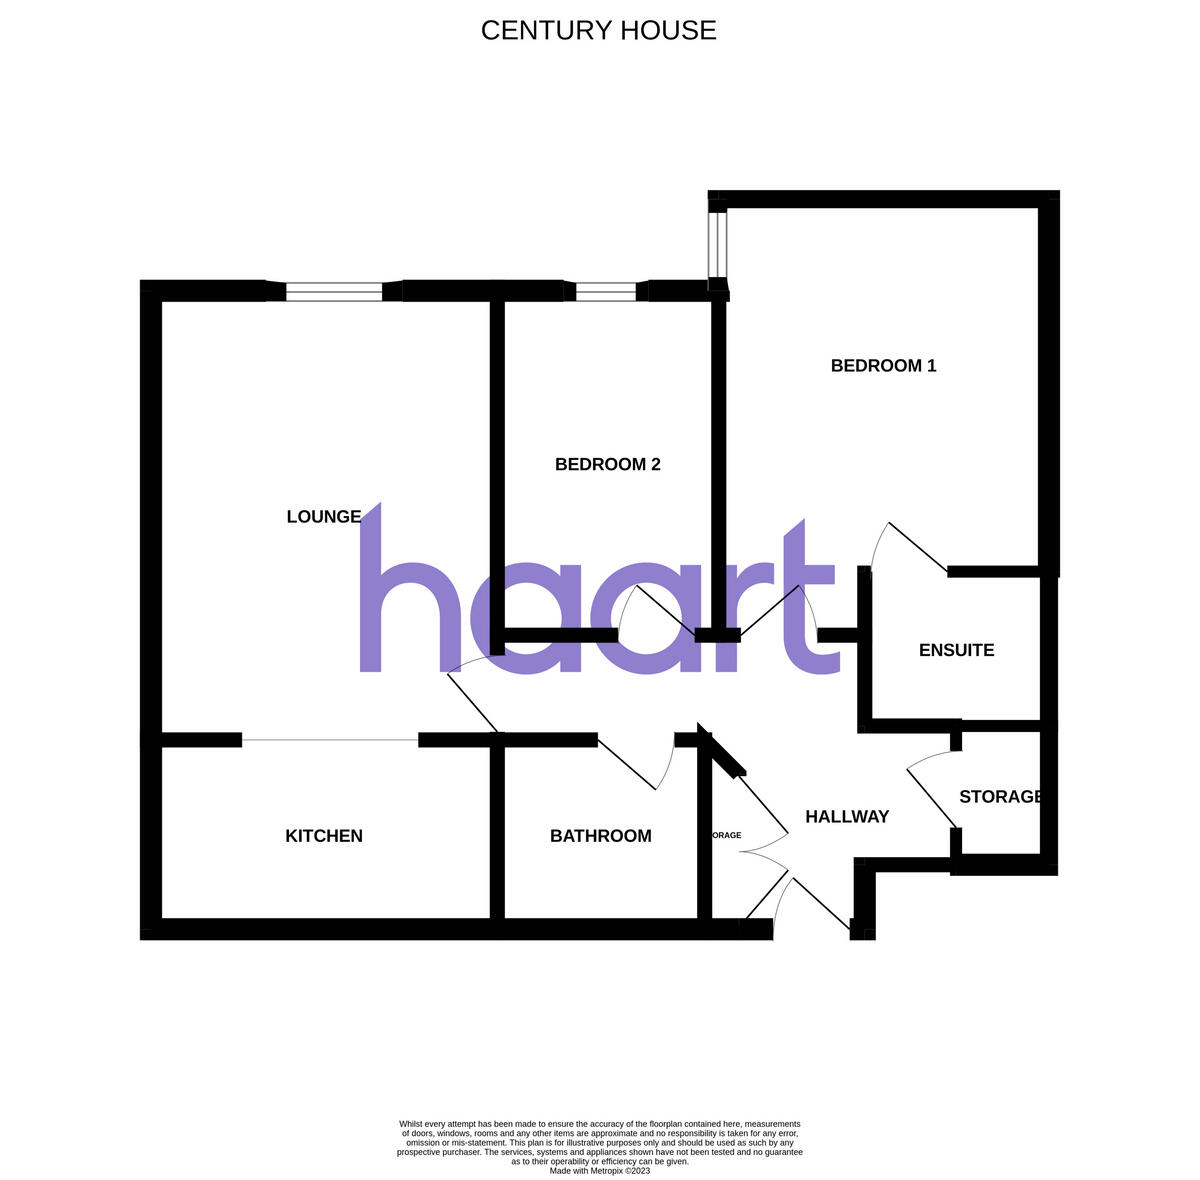 CENTURY HOUSE
BEDROOM 1
BEDROOM 2
LOUNGE
haart
ENSUITE
STORAGE
HALLWAY
ORAGE
KITCHEN
BATHROOM
Whilst every attempt has been made to ensure the accuracy of the floorplan contained here, measurements
of doors, windows, rooms and any other items are approximate and no responsibility is taken for any error,
omission or mis-statement. This plan is for illustrative purposes only and should be used as such by any
prospective purchaser. The services, systems and appliances shown have not been tested and no guarantee
as to their operability or efficiency can be given.
Made with Metropix ©2023